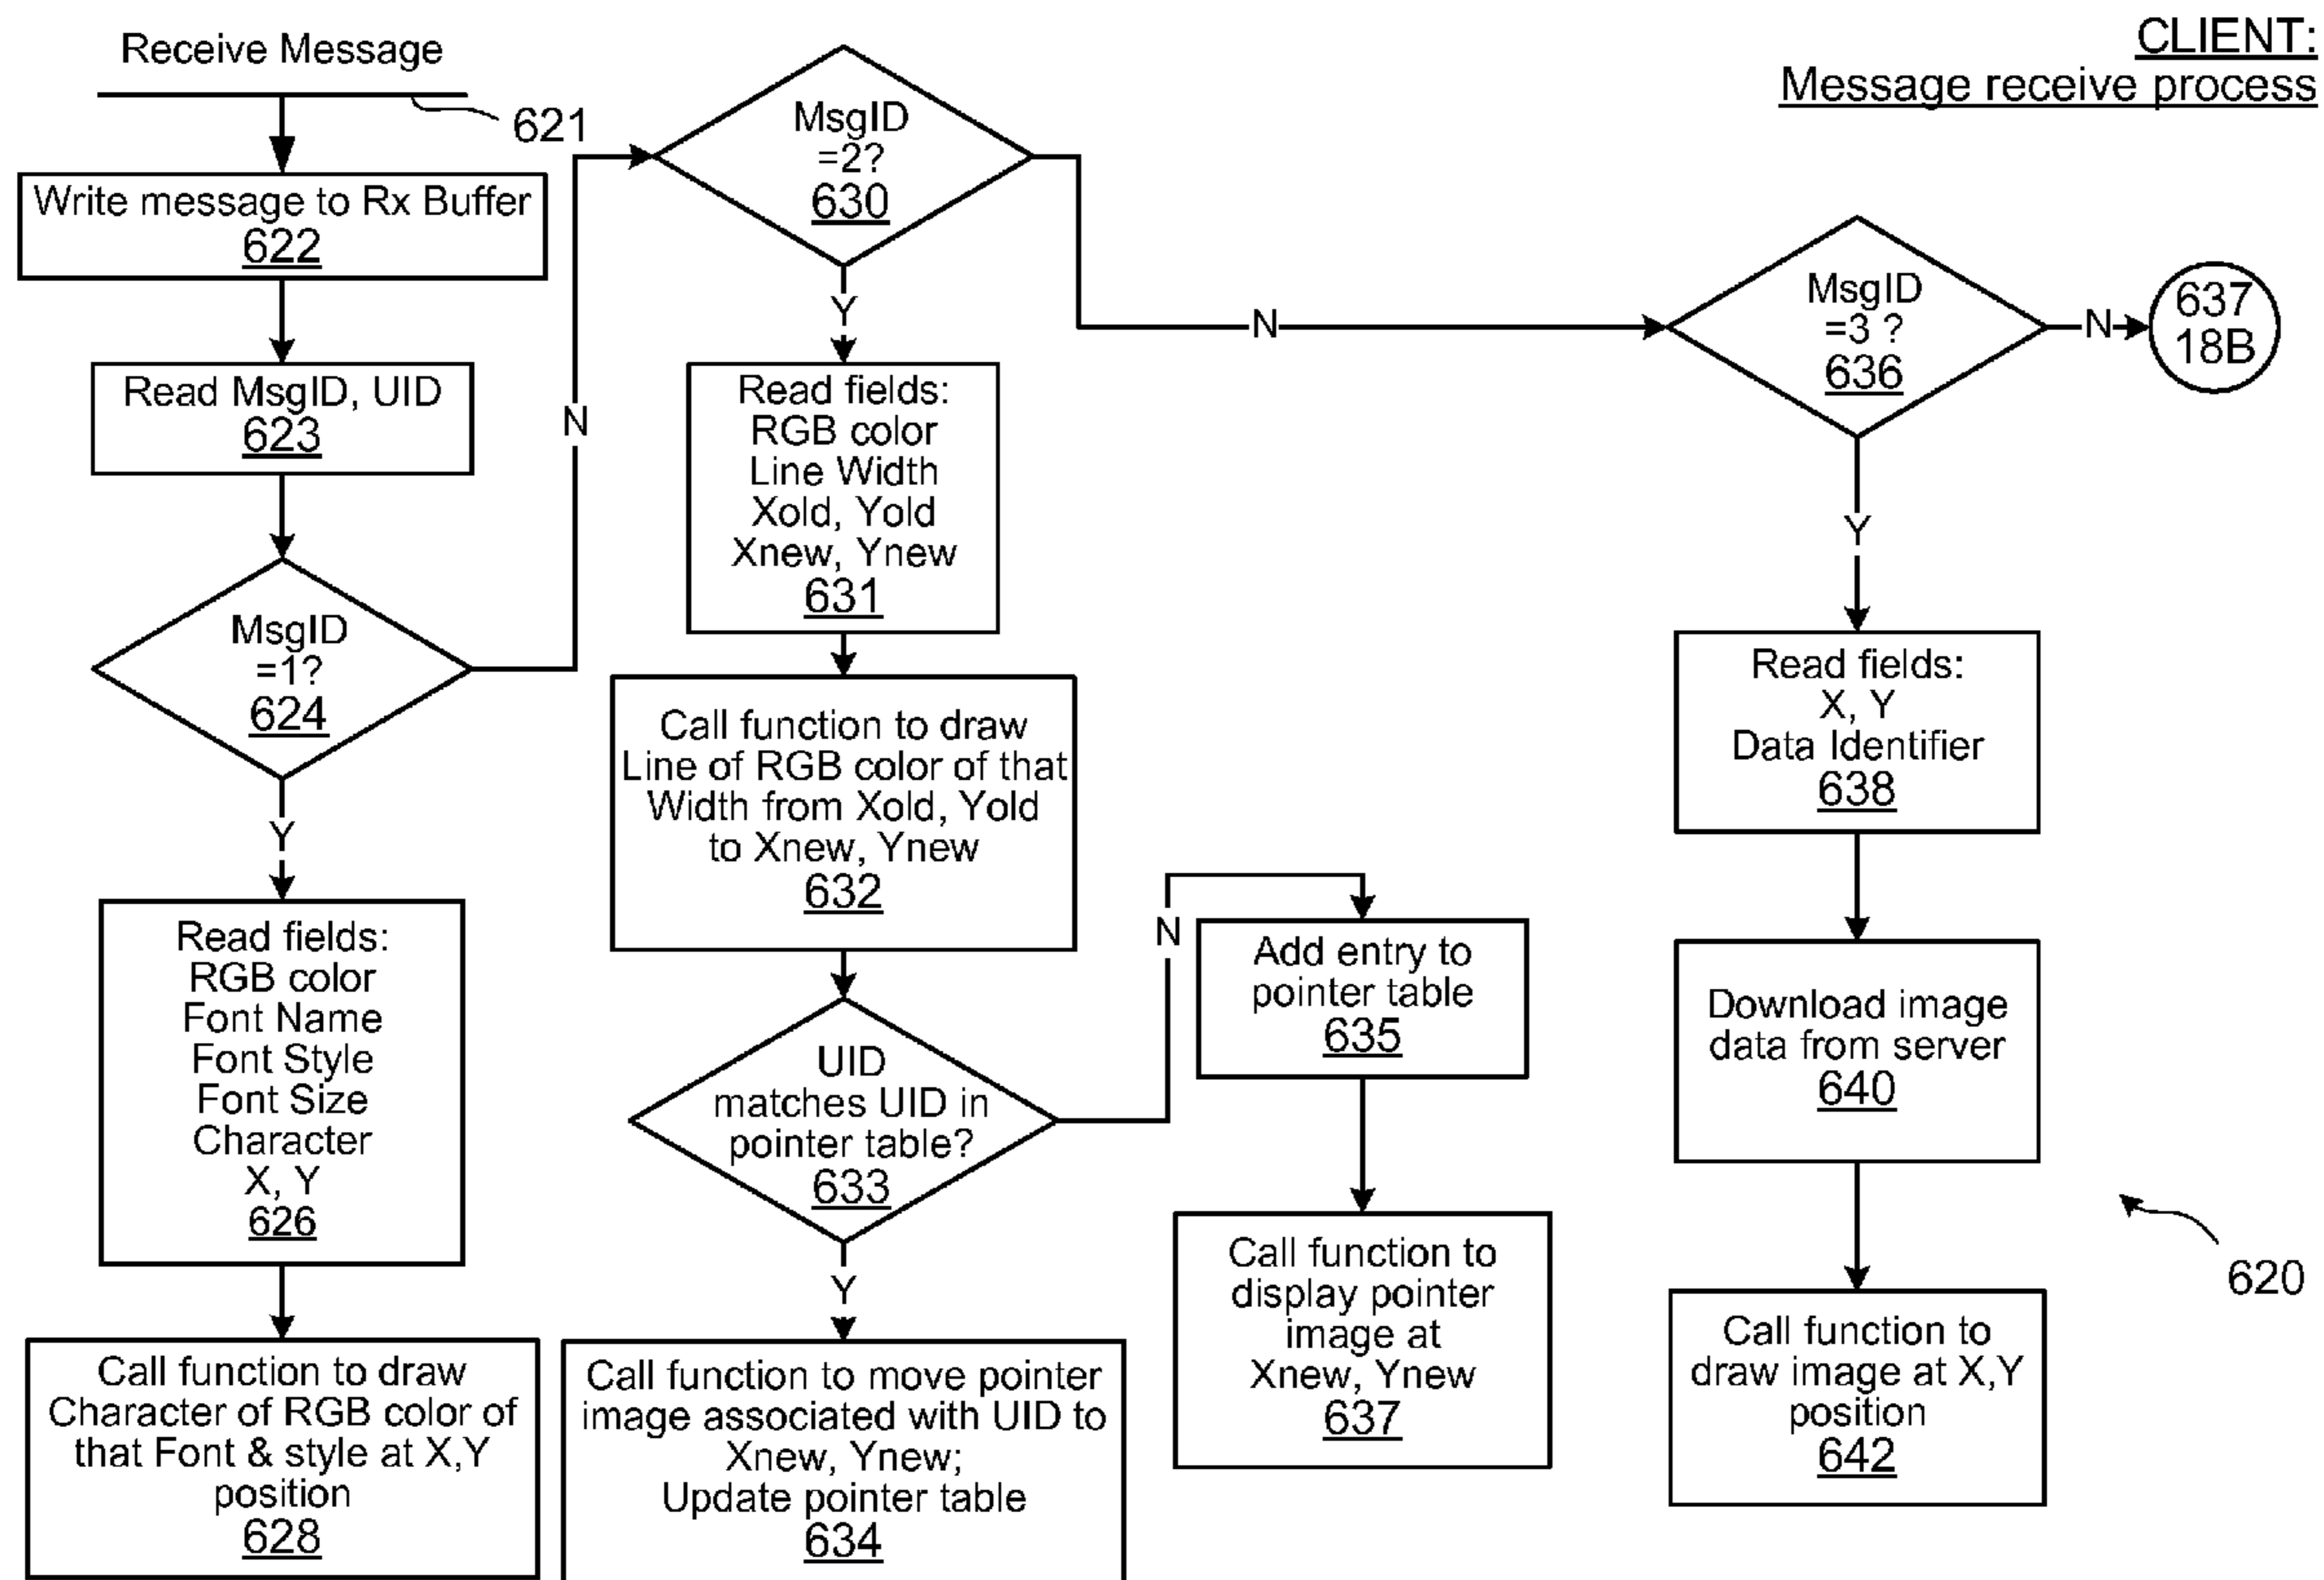 CLIENT:
Message receive process
Receive Message
621
Write message to Rx Buffer
622
Read MsgID, UID
623
MsgID
=1?
624
N
Y
Read fields:
RGB color
Font Name
Font Style
Font Size
Character
X, Y
626
Call function to draw
Character of RGB color of
that Font & style at X,Y
position
628
MsgID
=2?
630
N
Y
Read fields:
RGB color
Line Width
Xold, Yold
Xnew, Ynew
631
Call function to draw
Line of RGB color of that
Width from Xold, Yold
to Xnew, Ynew
632
UID
matches UID in
pointer table?
633
N
Y
Call function to move pointer
image associated with UID to
Xnew, Ynew;
Update pointer table
634
Add entry to
pointer table
635
Call function to
display pointer
image at
Xnew, Ynew
637
MsgID
=3 ?
636
N
637
18B
Y
Read fields:
X, Y
Data Identifier
638
Download image
data from server
640
Call function to
draw image at X,Y
position
642
620